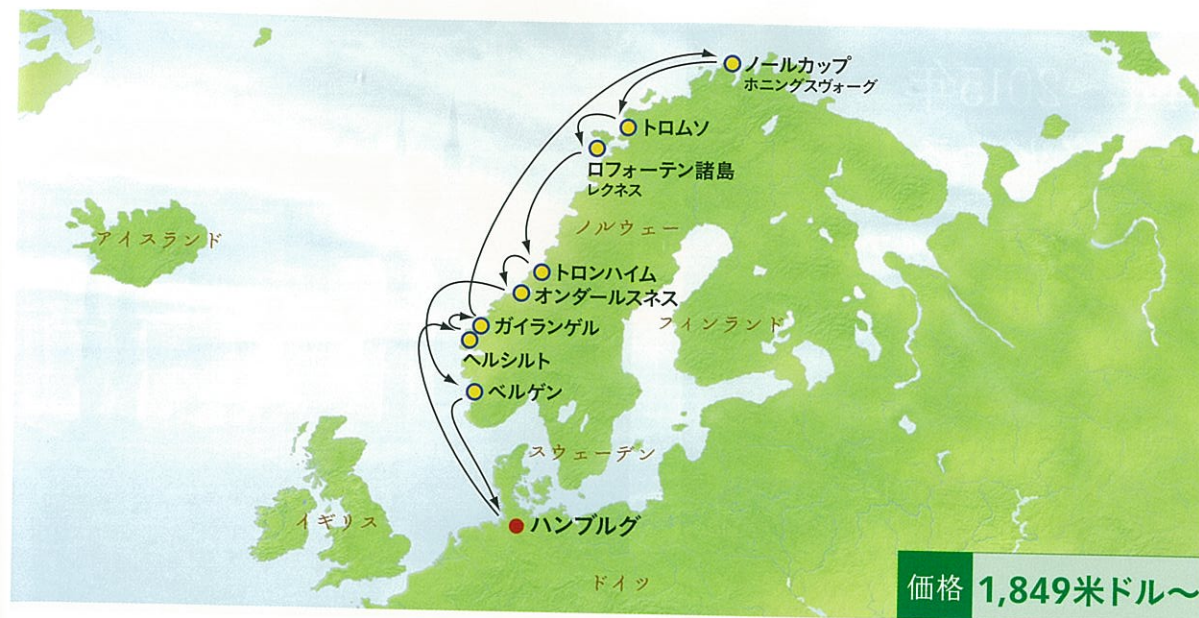 ノールカップ
ホニングスヴォーグ
トロムソ
ロフォーテン諸島
レクネス
アイスランド
ノルウェー
トロンハイム
オンダールスネス
ガイランゲル
フィンランド
ヘルシルト
ベルゲン
スウェーデン
イギリス
ハンブルグ
ドイツ
価格 1,849米ドル〜